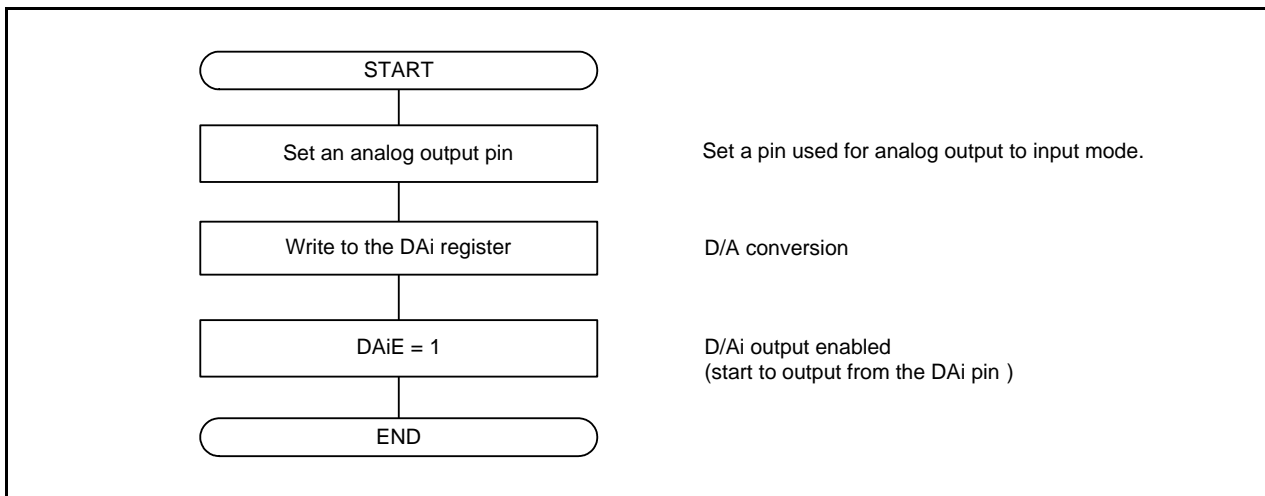 START
Set an analog output pin
Set a pin used for analog output to input mode.
Write to the DAi register
D/A conversion
DAiE = 1
D/Ai output enabled
(start to output from the DAi pin )
END